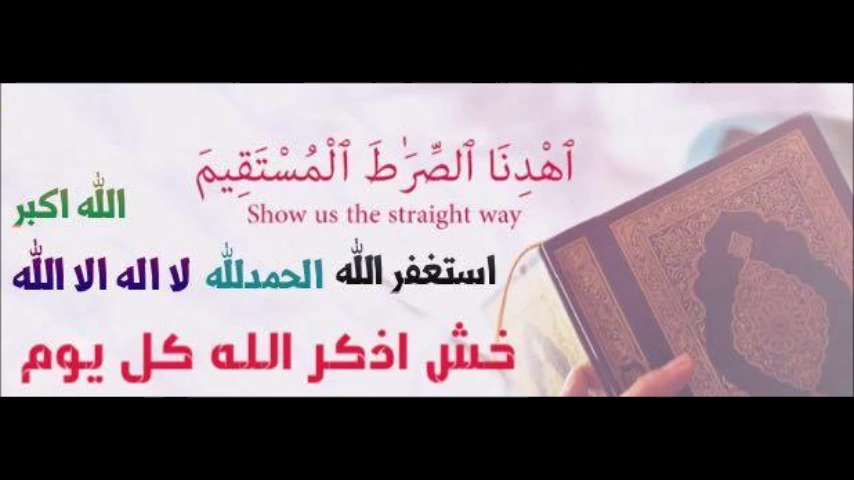 ٱهْدِنَا ٱلصِّرَٰطَ ٱلْمُسْتَقِيمَ
Show us the straight way
الله اكبر
استغفر الله الحمدلله لا اله الا الله
خش اذكر الله كل يوم